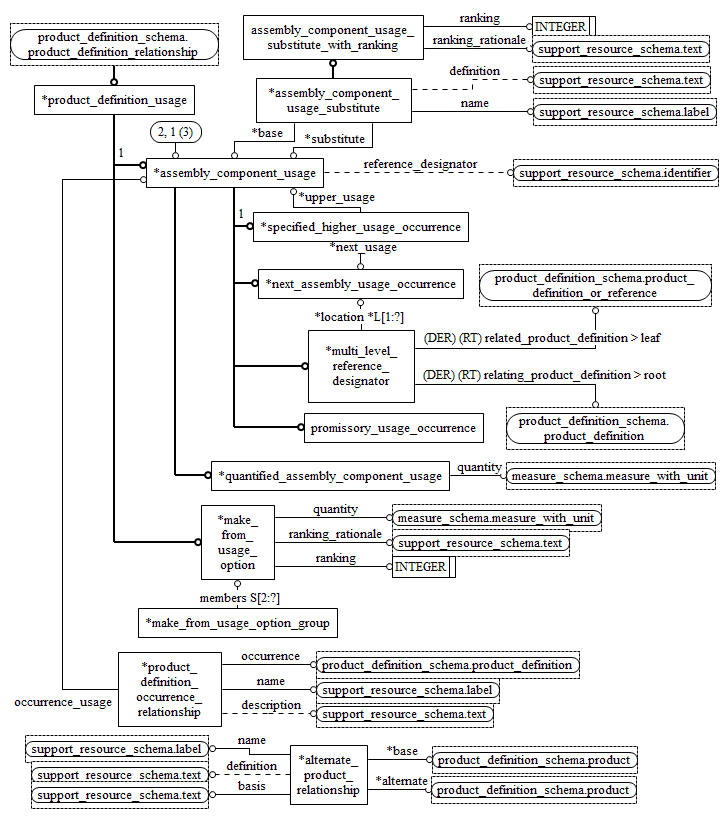 product_definition_schema.
product_definition_relationship
*product_definition_usage
assembly_component_usage_
substitute_with_ranking
ranking
INTEGER
ranking_rationale
support_resource_schema.text
*assembly_component_
usage_substitute
definition
support_resource_schema.text
name
support_resource_schema.label
2, 1 (3)
*base
*substitute
1
*assembly_component_usage
reference_designator
support_resource_schema.identifier
*upper_usage
1
*specified_higher_usage_occurrence
*next_usage
*next_assembly_usage_occurrence
product_definition_schema.product_
definition_or_reference
*location *L[1:?]
*multi_level_
reference_
designator
(DER) (RT) related_product_definition > leaf
(DER) (RT) relating_product_definition > root
product_definition_schema.
product_definition
promissory_usage_occurrence
*quantified_assembly_component_usage
quantity
measure_schema.measure_with_unit
*make_
from_
usage_
option
quantity
measure_schema.measure_with_unit
ranking_rationale
support_resource_schema.text
ranking
INTEGER
members S[2:?]
*make_from_usage_option_group
*product_
definition_
occurrence_
relationship
occurrence
product_definition_schema.product_definition
name
support_resource_schema.label
description
support_resource_schema.text
occurrence_usage
name
support_resource_schema.label
definition
support_resource_schema.text
basis
support_resource_schema.text
*alternate_
product_
relationship
*base
product_definition_schema.product
*alternate
product_definition_schema.product